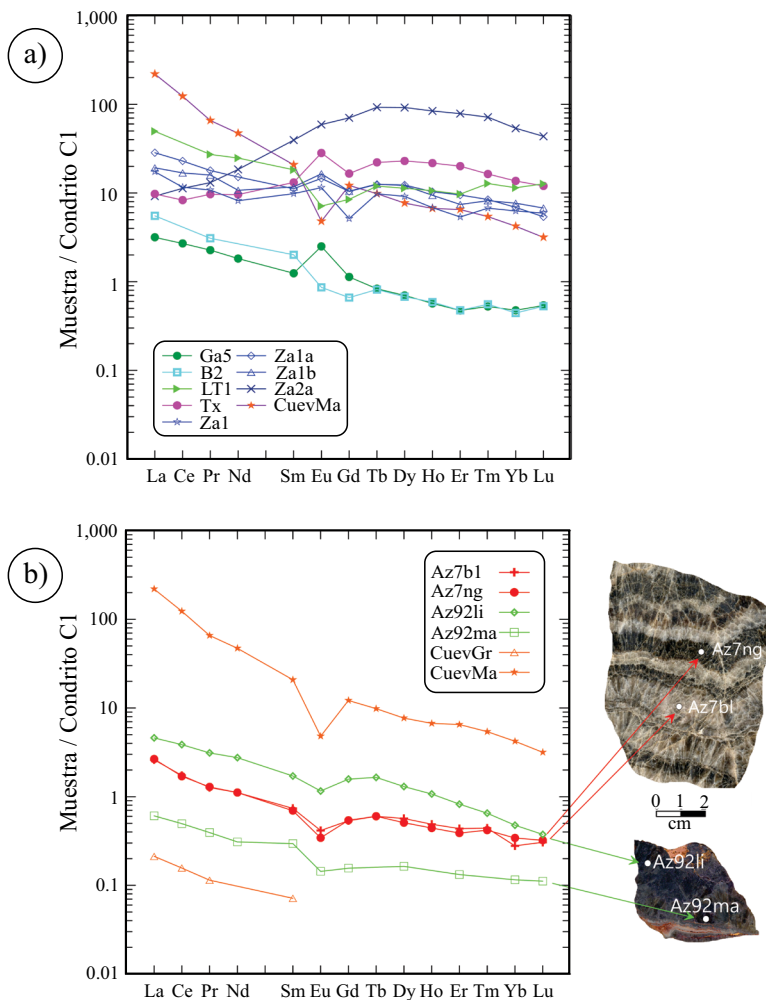 a)
Muestra / Condrito C1
1,000
100
10
1
0.1
0.01
Ga5
B2
LT1
Tx
Za1
Za1a
Za1b
Za2a
CuevMa
La Ce Pr Nd Sm Eu Gd Tb Dy Ho Er Tm Yb Lu
b)
Muestra / Condrito C1
1,000
100
10
1
0.1
0.01
Az7b1
Az7ng
Az92li
Az92ma
CuevGr
CuevMa
La Ce Pr Nd Sm Eu Gd Tb Dy Ho Er Tm Yb Lu
Az7ng
Az7bl
0 1 2
cm
Az92li
Az92ma